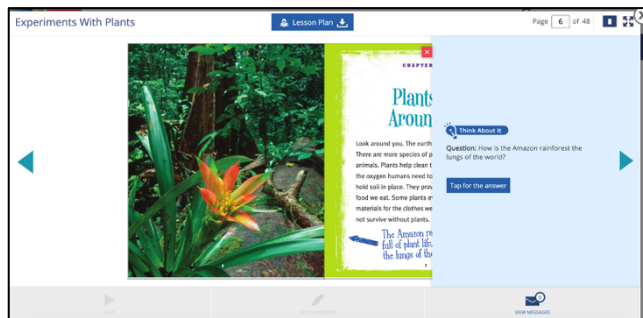 Experiments With Plants
Lesson Plan
Page 6 of 48
CHAPTER
Plants
Aroun
Look around you. The earth
There are more species of p
animals. Plants help clean t
the oxygen humans need to
hold soil in place. They prov
food we eat. Some plants e
materials for the clothes we
not survive without plants.
The Amazon
full of plant life
the lungs of the
Think About It
Question: How is the Amazon rainforest the
lungs of the world?
Tap for the answer
VIEW MESSAGES